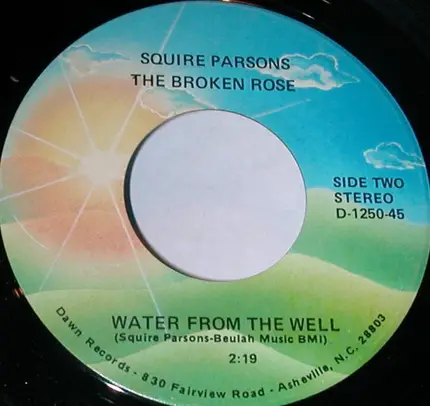 SQUIRE PARSONS
THE BROKEN ROSE
SIDE TWO
STEREO
D-1250-45
WATER FROM THE WELL
(Squire Parsons-Beulah Music BMI)
2:19
Dawn Records - 830 Fairview Road - Asheville, N.C. 28803